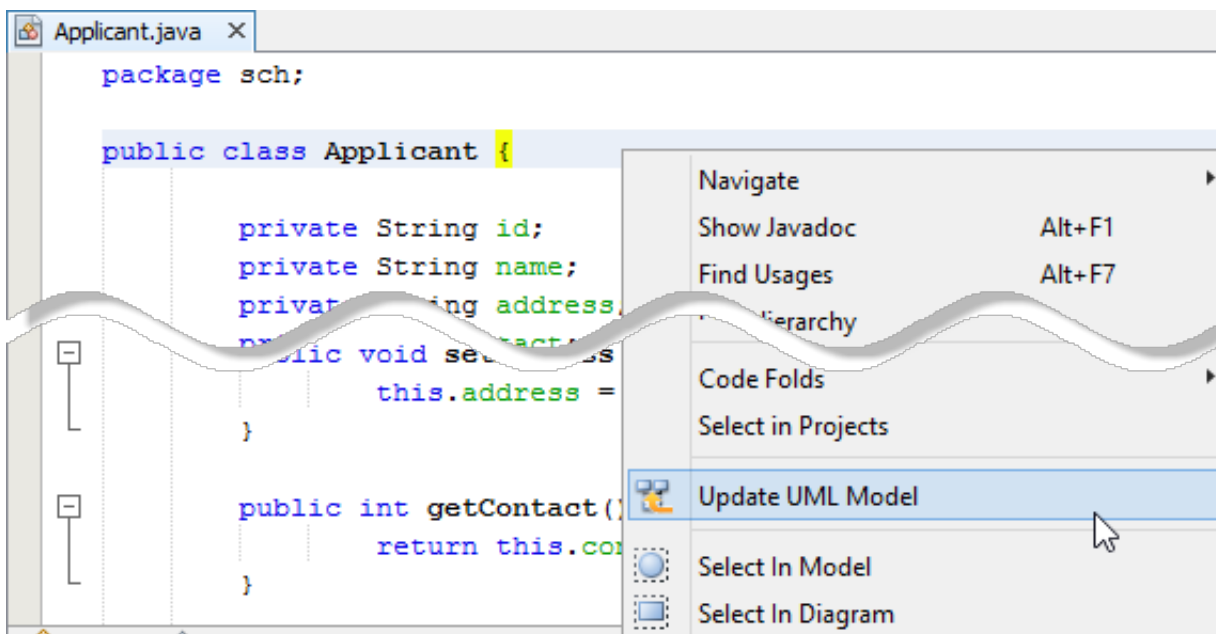 Applicant.java
package sch;
public class Applicant {
private String id;
private String name;
address
public void
this.address =
}
public int getContact()
return this.
}
Navigate
Show Javadoc Alt+F1
Find Usages Alt+F7
Hierarchy
Code Folds
Select in Projects
Update UML Model
Select In Model
Select In Diagram